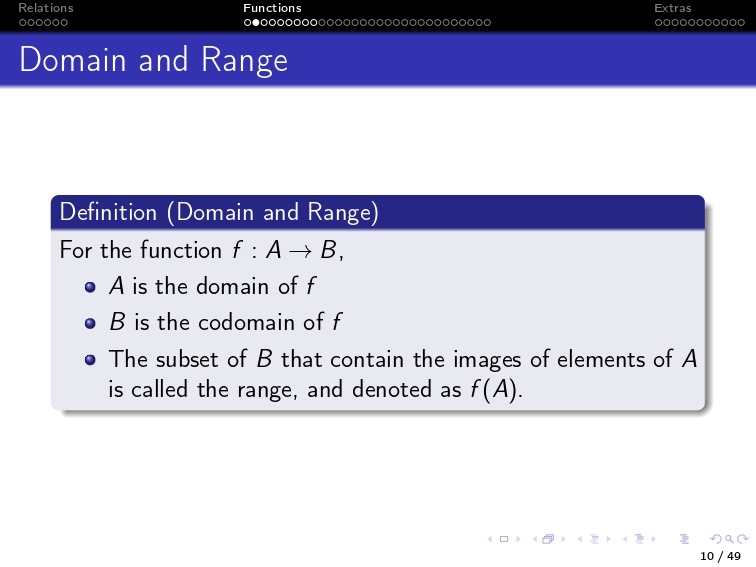 Relations Functions Extras
Domain and Range
Definition (Domain and Range)
For the function f : A → B,
A is the domain of f
B is the codomain of f
The subset of B that contain the images of elements of A
is called the range, and denoted as f(A).
10 / 49